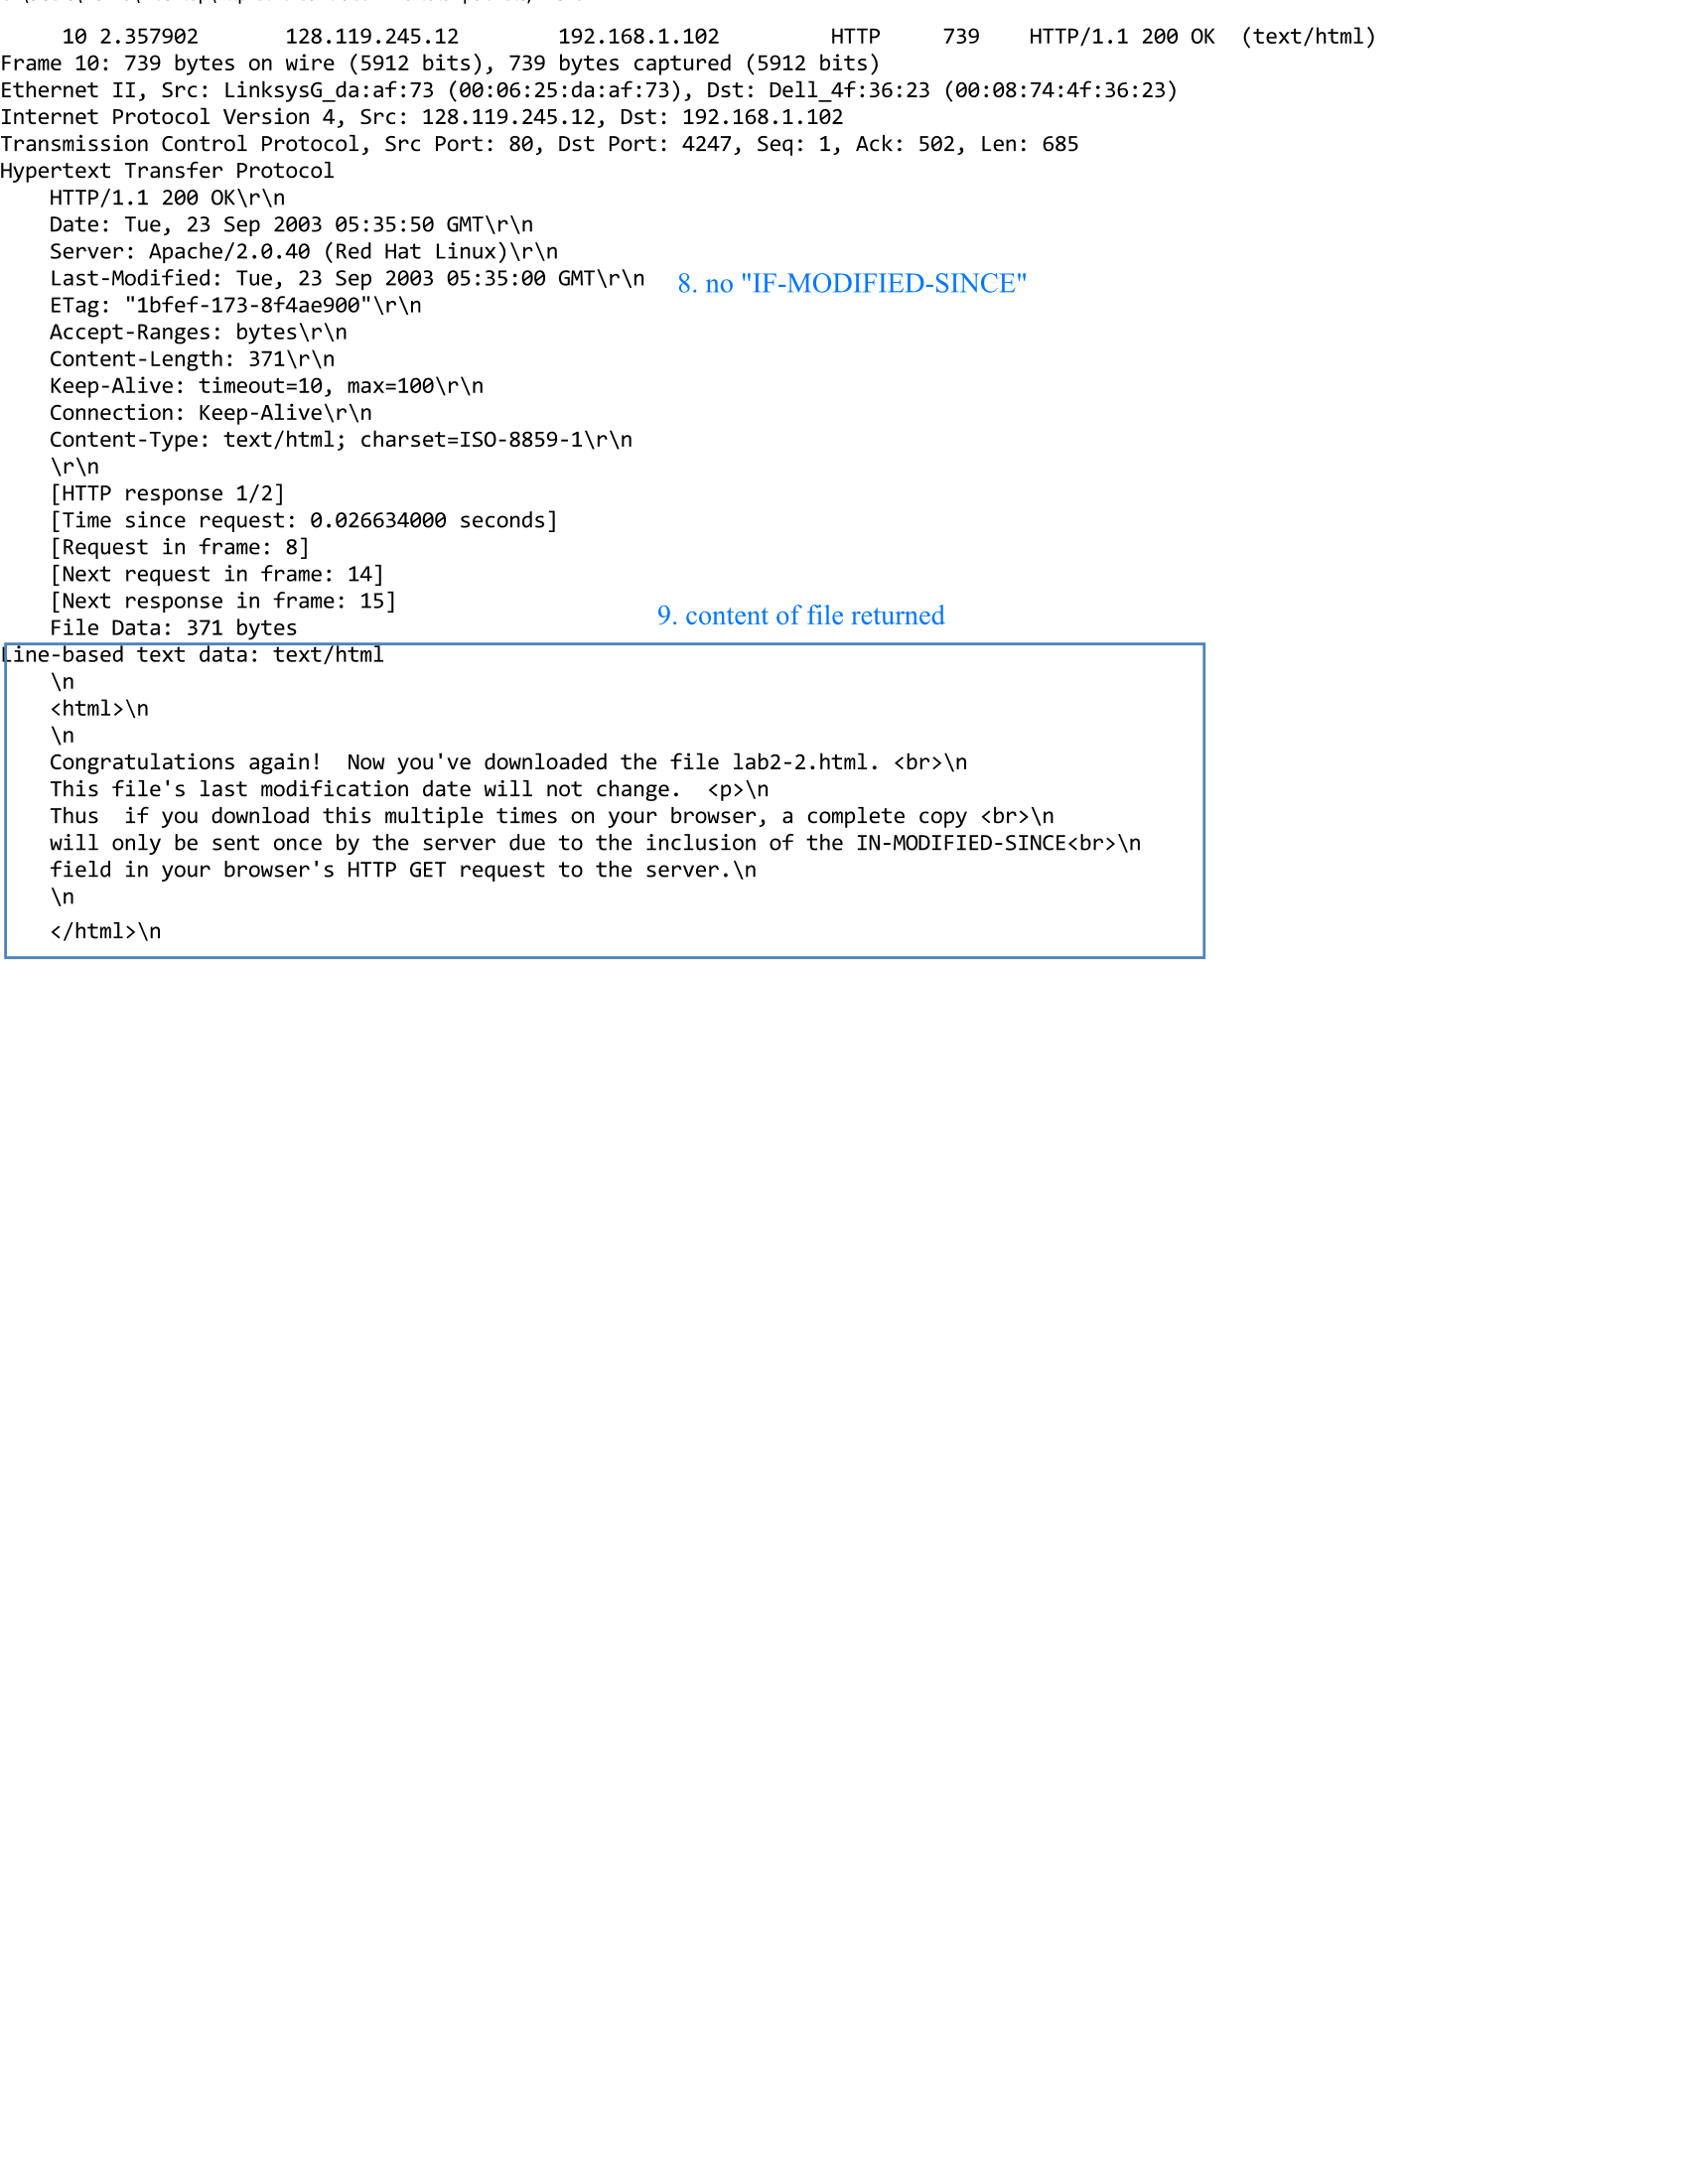 10 2.357902 128.119.245.12 192.168.1.102 HTTP 739 HTTP/1.1 200 OK (text/html)
Frame 10: 739 bytes on wire (5912 bits), 739 bytes captured (5912 bits)
Ethernet II, Src: LinksysG_da:af:73 (00:06:25:da:af:73), Dst: Dell_4f:36:23 (00:08:74:4f:36:23)
Internet Protocol Version 4, Src: 128.119.245.12, Dst: 192.168.1.102
Transmission Control Protocol, Src Port: 80, Dst Port: 4247, Seq: 1, Ack: 502, Len: 685
Hypertext Transfer Protocol
HTTP/1.1 200 OK\r\n
Date: Tue, 23 Sep 2003 05:35:50 GMT\r\n
Server: Apache/2.0.40 (Red Hat Linux)\r\n
Last-Modified: Tue, 23 Sep 2003 05:35:00 GMT\r\n
8. no "IF-MODIFIED-SINCE"
ETag: "1bfef-173-8f4ae900"\r\n
Accept-Ranges: bytes\r\n
Content-Length: 371\r\n
Keep-Alive: timeout=10, max=100\r\n
Connection: Keep-Alive\r\n
Content-Type: text/html; charset=ISO-8859-1\r\n
\r\n
[HTTP response 1/2]
[Time since request: 0.026634000 seconds]
[Request in frame: 8]
[Next request in frame: 14]
[Next response in frame: 15]
9. content of file returned
File Data: 371 bytes
Line-based text data: text/html
\n
<html>\n
\n
Congratulations again!  Now you've downloaded the file lab2-2.html. <br>\n
This file's last modification date will not change.  <p>\n
Thus  if you download this multiple times on your browser, a complete copy <br>\n
will only be sent once by the server due to the inclusion of the IN-MODIFIED-SINCE<br>\n
field in your browser's HTTP GET request to the server.\n
\n
</html>\n